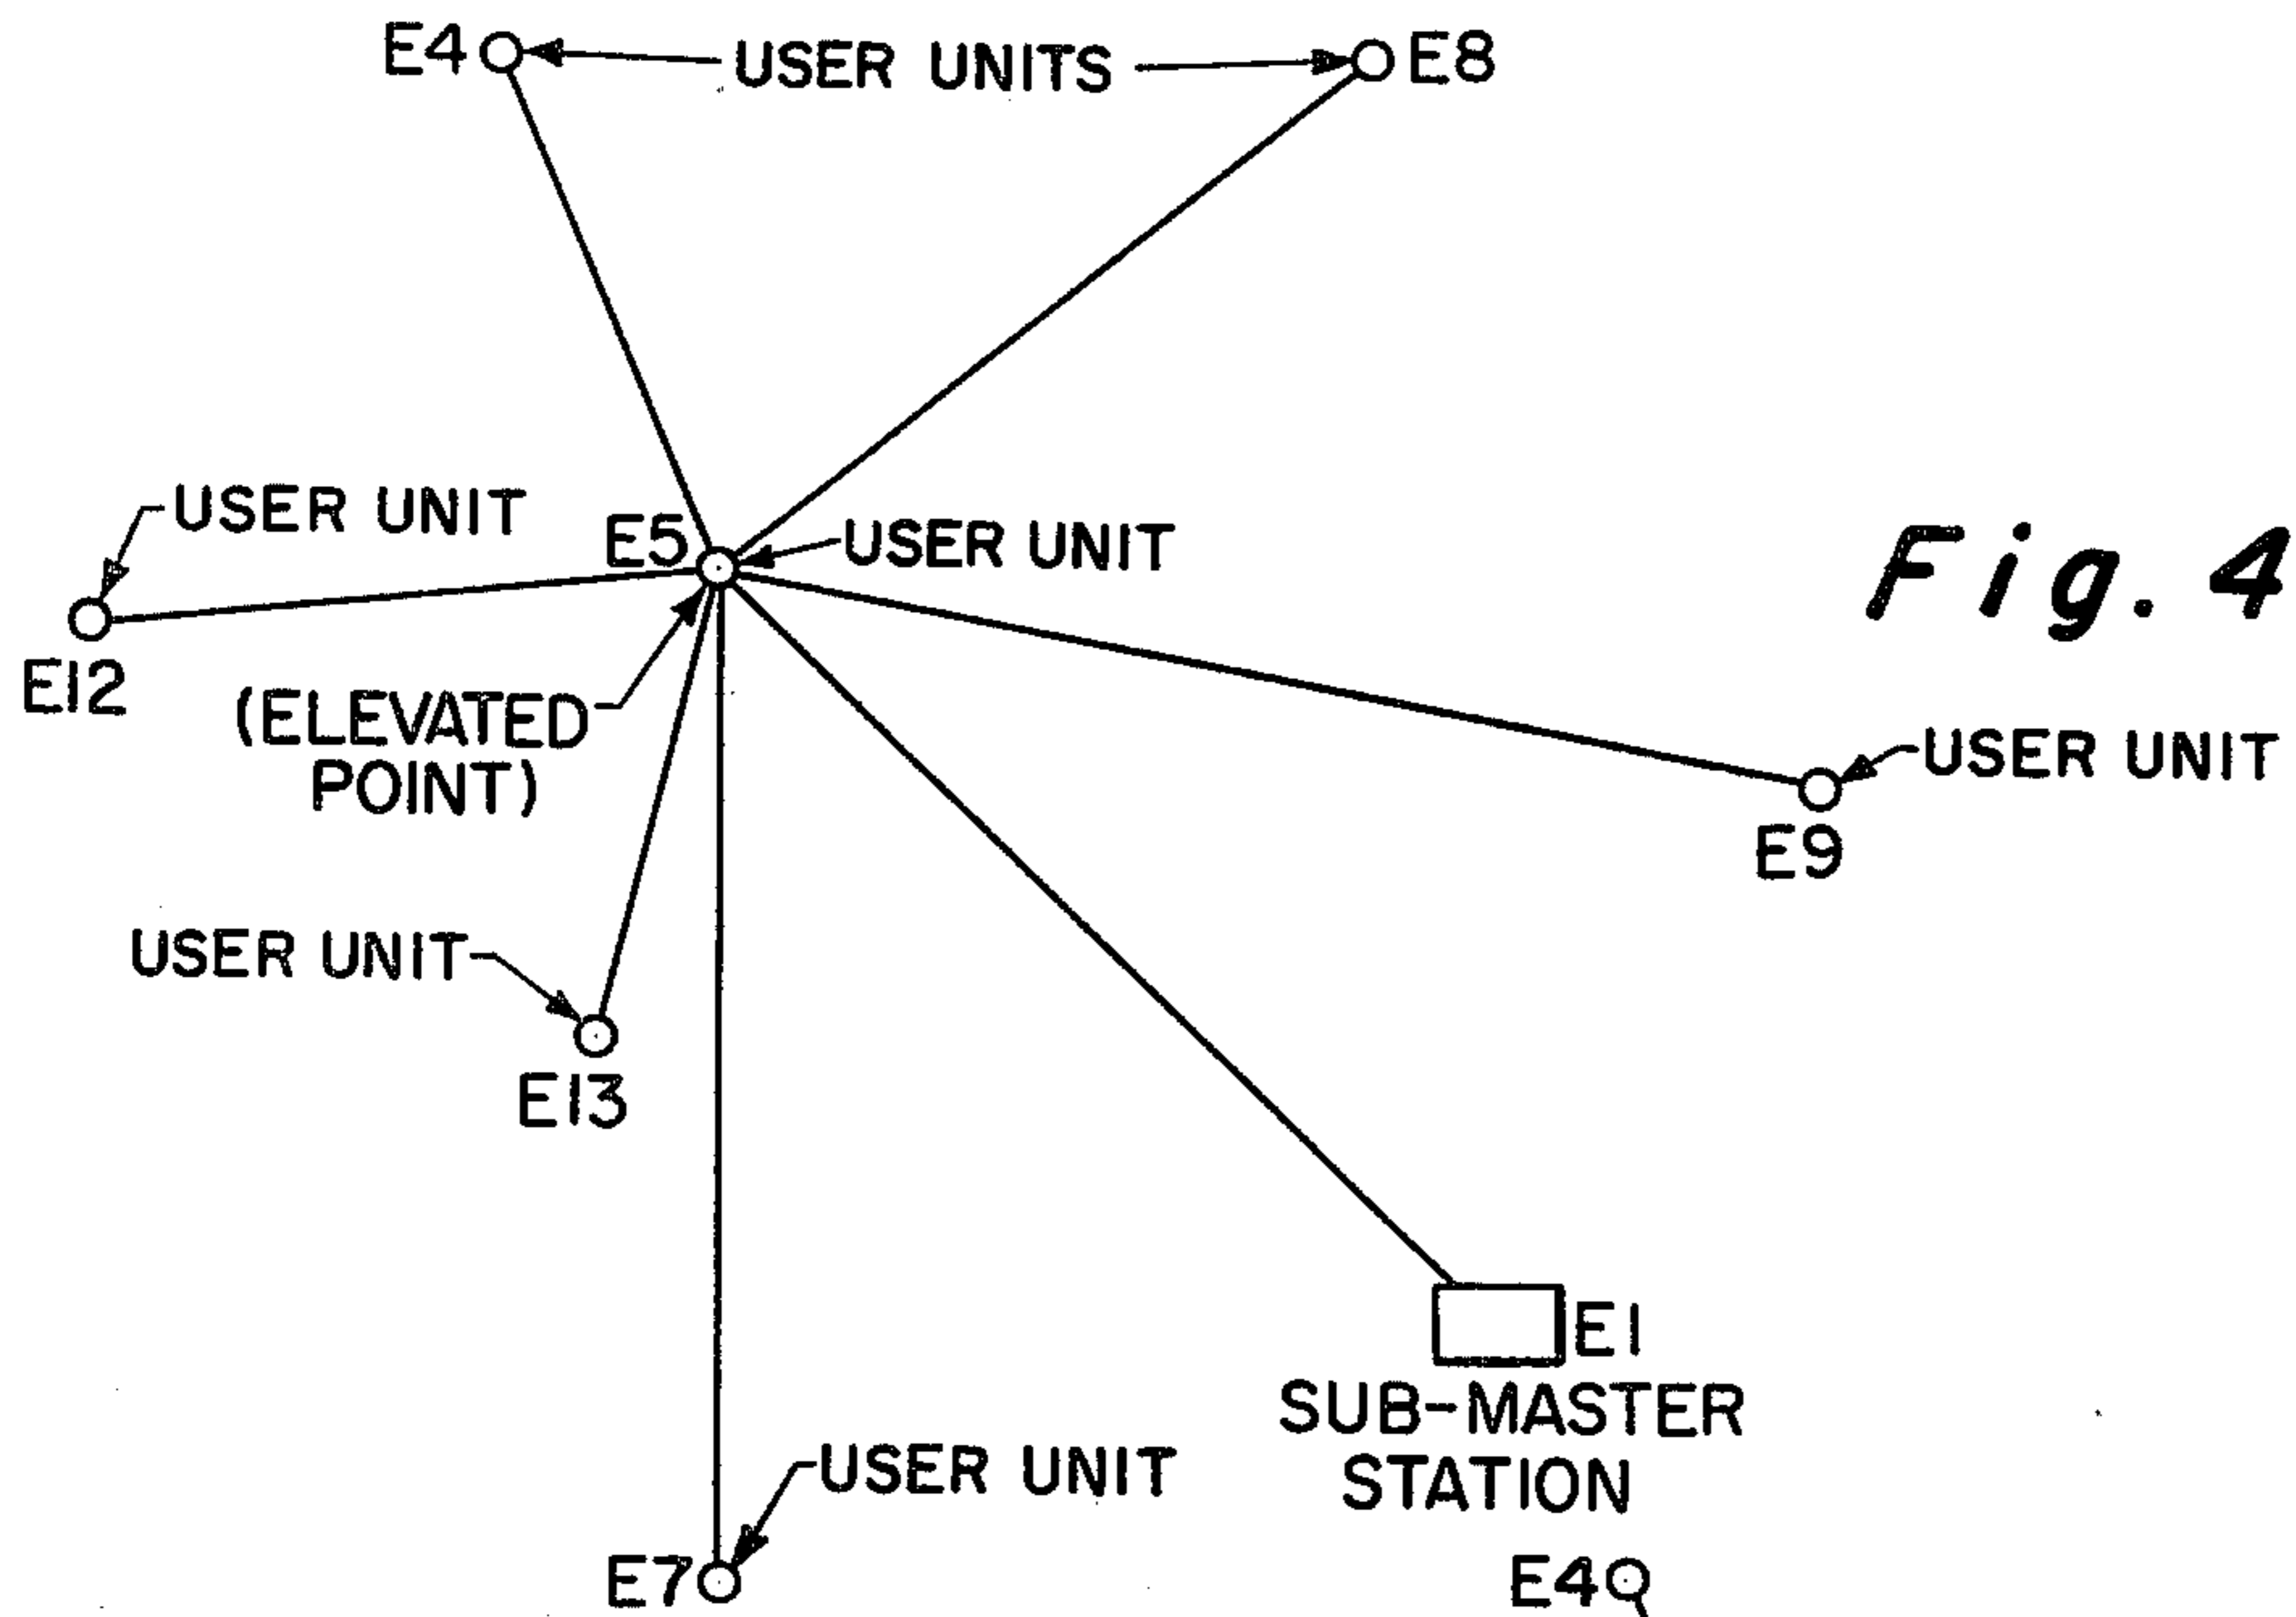 E4
USER UNITS
E8
USER UNIT
E5
USER UNIT
Fig. 4
E12
(ELEVATED
POINT)
USER UNIT
E9
USER UNIT
E13
E1
SUB-MASTER
STATION
USER UNIT
E7
E4